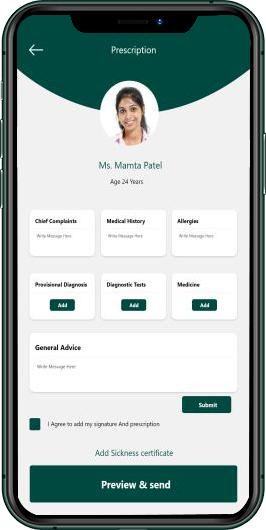 Prescription
Ms. Mamta Patel
Age 24 Years
Chief Complaints
Medical History
Allergies
Write Message Here
Write Message Here
Write Message Here
Provisional Diagnosis
Diagnostic Tests
Medicine
Add
Add
Add
General Advice
Write Message Here
Submit
I Agree to add my signature And prescription
Add Sickness certificate
Preview & send